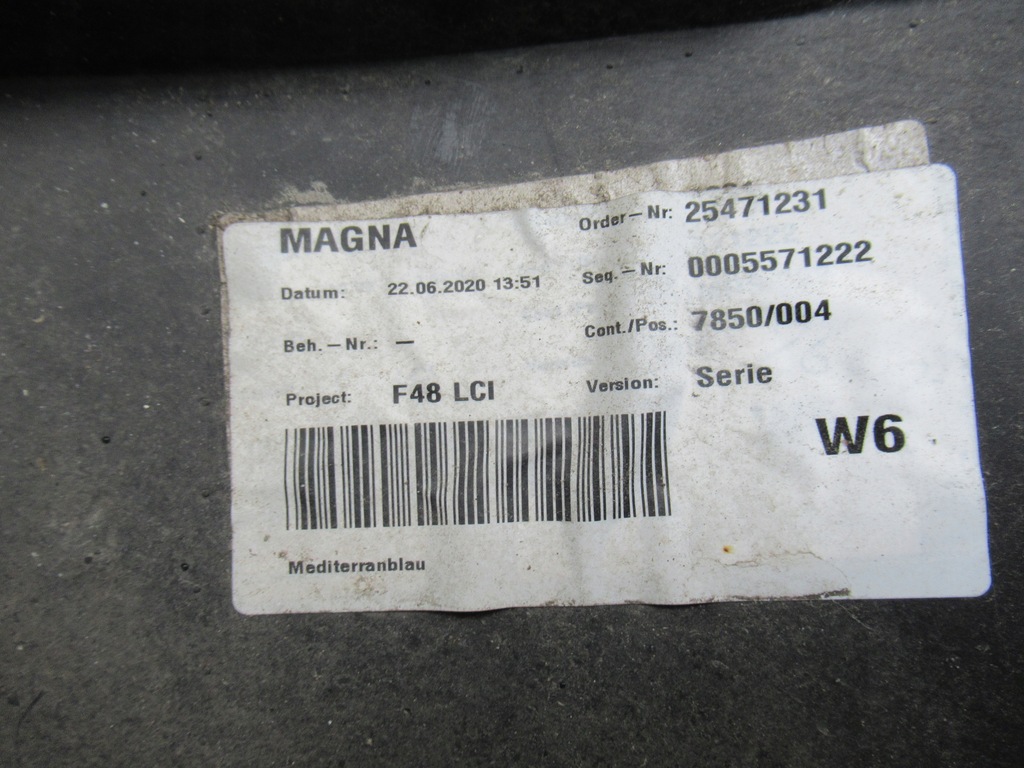 MAGNA
Order-Nr: 25471231
Datum: 22.06.2020 13:51
Seq.-Nr: 0005571222
Beh.-Nr.: -
Cont./Pos.: 7850/004
Project: F48 LCI
Version: Serie
W6
Mediterranblau